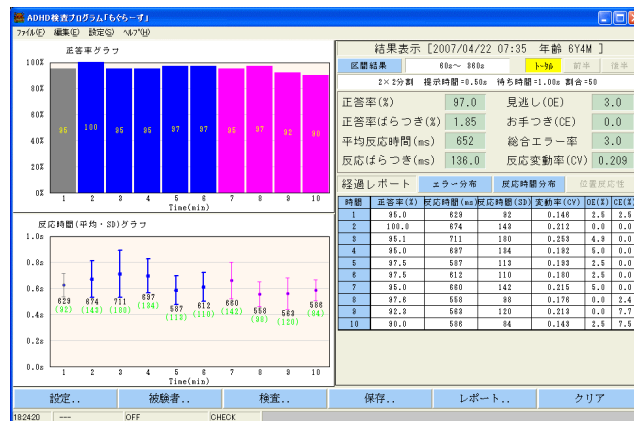 ADHD検査プログラム「もぐらーず」
ファイル(F) 編集(E) 設定(S) ヘルプ(H)
正答率グラフ
100%
80%
60%
40%
20%
0%
95 100 95 95 97 97 95 97 92 90
1 2 3 4 5 6 7 8 9 10
Time(min)
反応時間(平均・SD)グラフ
1.0s
0.8s
0.6s
0.4s
0.2s
0.0s
629 674 711 697 587 612 660 558 563 586
(92) (143) (180) (134) (113) (110) (142) (98) (120) (84)
1 2 3 4 5 6 7 8 9 10
Time(min)
結果表示 [2007/04/22 07:35 年齢 6Y4M ]
区間結果 60s～ 360s トータル 前半 後半
2×2分割 提示時間=0.50s 待ち時間=1.00s 割合=50
正答率(%) 97.0 見逃し(OE) 3.0
正答率ばらつき(%) 1.85 お手つき(CE) 0.0
平均反応時間(ms) 652 総合エラー率 3.0
反応ばらつき(ms) 136.0 反応変動率(CV) 0.209
経過レポート エラー分布 反応時間分布 位置反応性
時間 正答率(%) 反応時間(ms) 反応時間(SD) 変動率(CV) OE(%) CE(%)
1 95.0 629 92 0.146 2.5 2.5
2 100.0 674 143 0.212 0.0 0.0
3 95.1 711 180 0.253 4.9 0.0
4 95.0 697 134 0.192 5.0 0.0
5 97.5 587 113 0.193 2.5 0.0
6 97.5 612 110 0.180 2.5 0.0
7 95.0 660 142 0.215 5.0 0.0
8 97.6 558 98 0.176 0.0 2.4
9 92.3 563 120 0.213 0.0 7.7
10 90.0 586 84 0.143 2.5 7.5
設定.. 被験者.. 検査.. 保存.. レポート.. クリア
182420 --- OFF CHECK